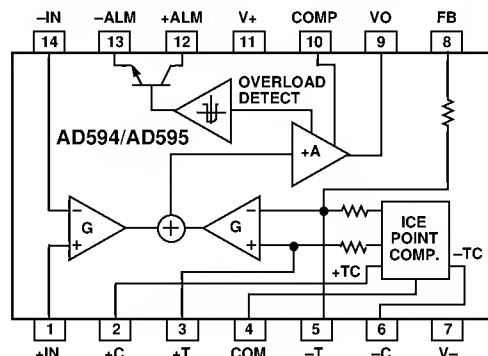 –IN –ALM +ALM V+ COMP VO FB
14 13 12 11 10 9 8
OVERLOAD
DETECT
AD594/AD595
+A
– G +
+
– G +
ICE
POINT
COMP.
–TC
+TC
1 2 3 4 5 6 7
+IN +C +T COM –T –C V–